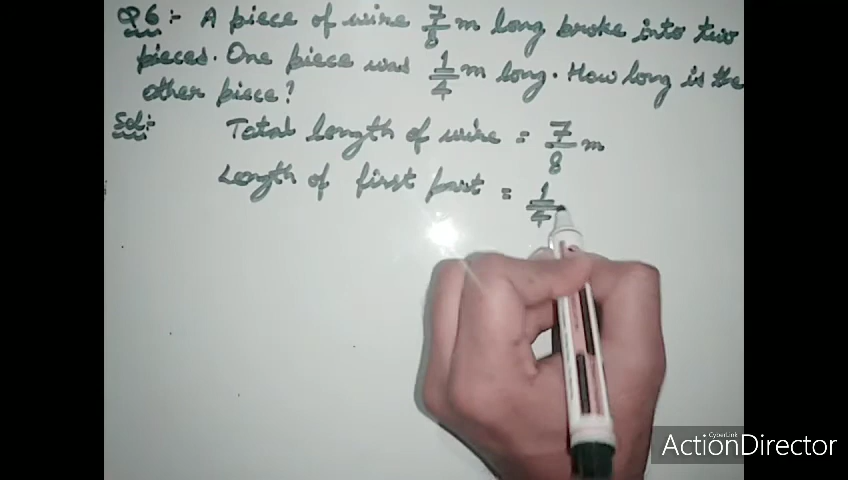 Q6:- A piece of wire 7/8 m long broke into two
pieces. One piece was 1/4 m long. How long is the
other piece?
Sol:- Total length of wire = 7/8 m
Length of first part = 1/4
CyberLink
ActionDirector